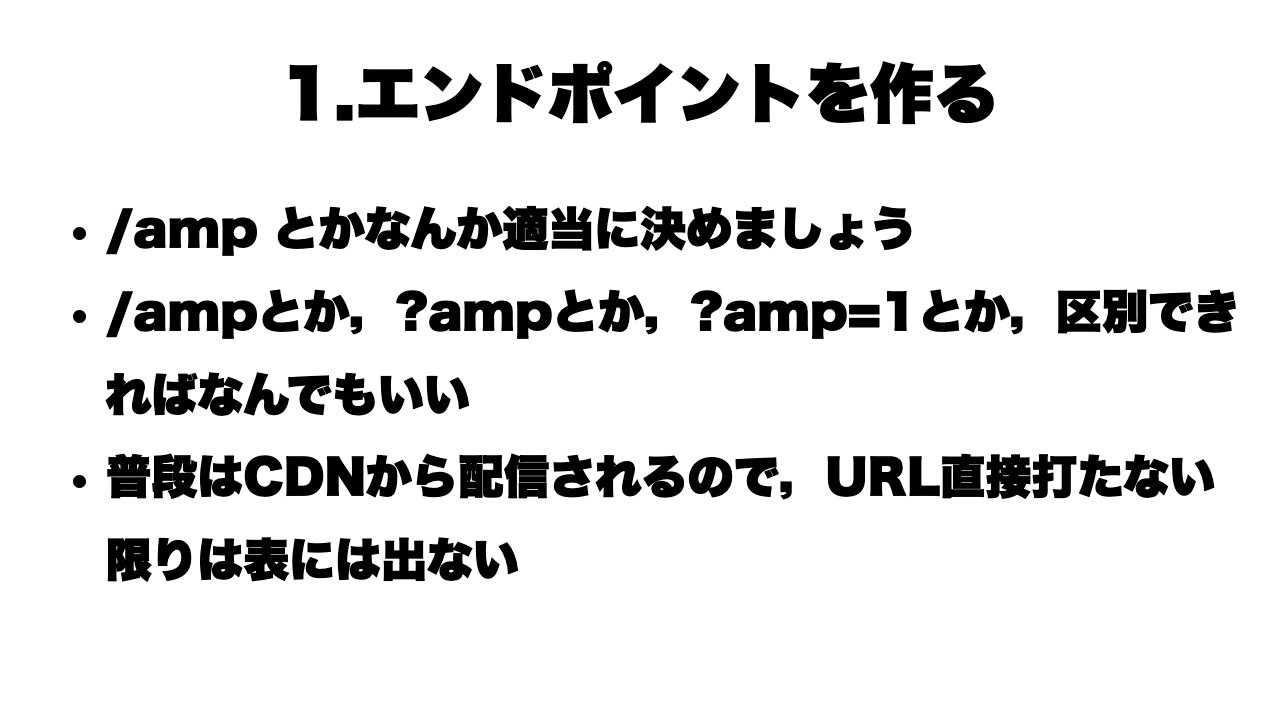 1.エンドポイントを作る
• /amp とかなんか適当に決めましょう
• /ampとか，?ampとか，?amp=1とか，区別でき
ればなんでもいい
• 普段はCDNから配信されるので，URL直接打たない
限りは表には出ない